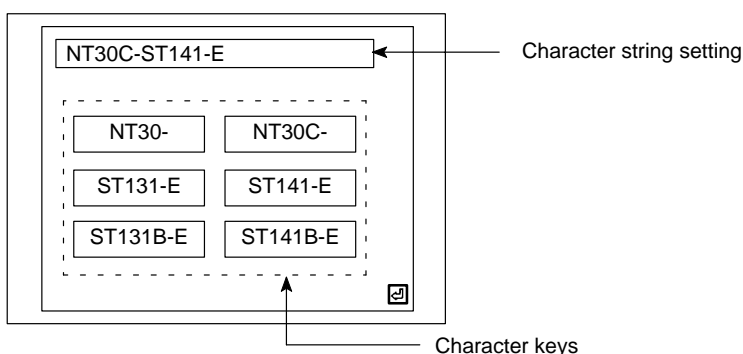 NT30C-ST141-E
Character string setting
NT30- NT30C-
ST131-E ST141-E
ST131B-E ST141B-E
Character keys